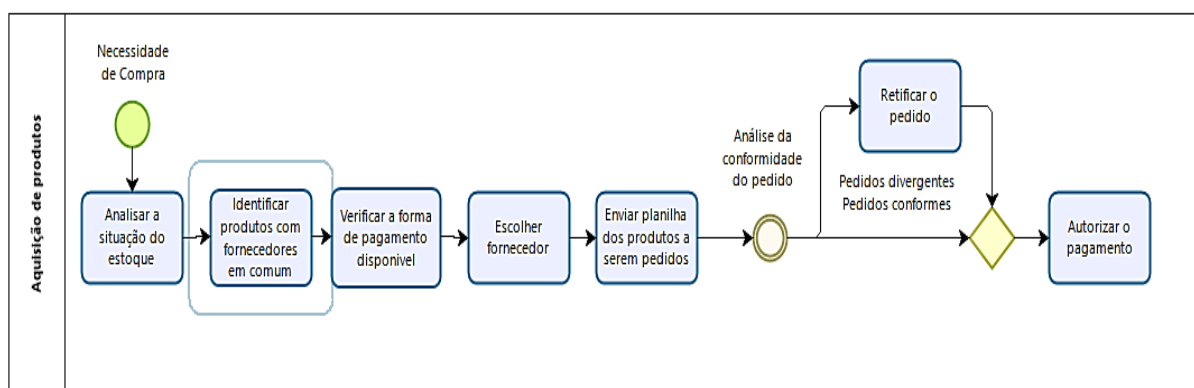 Aquisição de produtos
Necessidade
de Compra
Analisar a
situação do
estoque
Identificar
produtos com
fornecedores
em comum
Verificar a forma
de pagamento
disponivel
Escolher
fornecedor
Enviar planilha
dos produtos a
serem pedidos
Análise da
conformidade
do pedido
Retificar o
pedido
Pedidos divergentes
Pedidos conformes
Autorizar o
pagamento